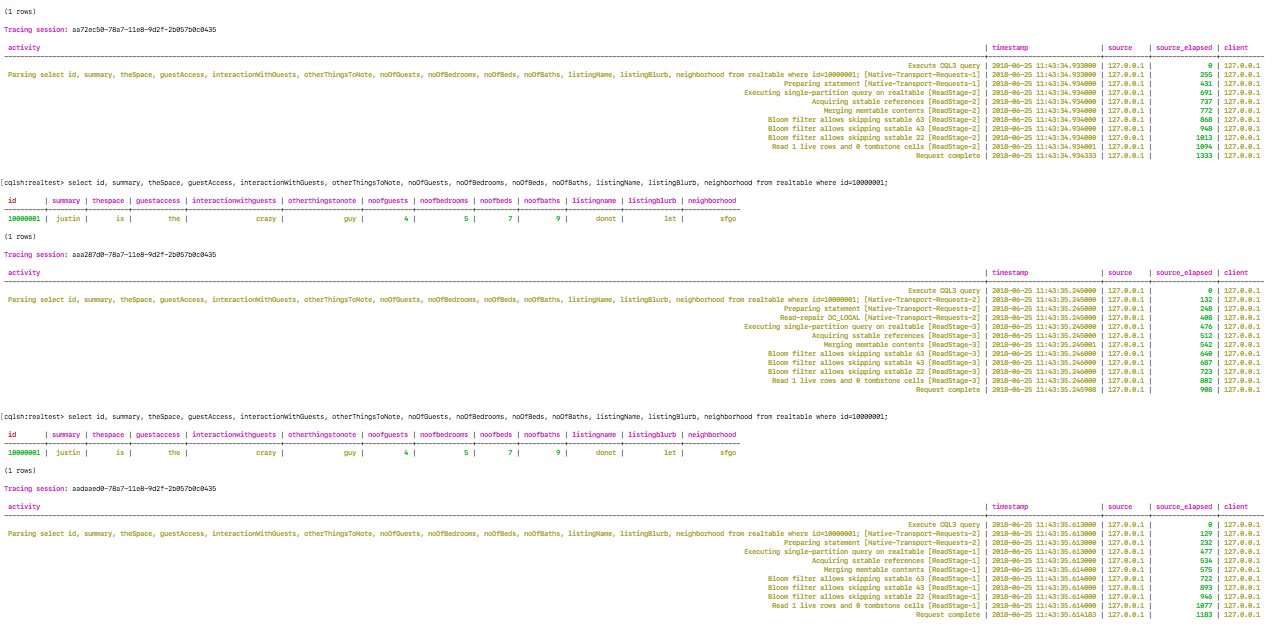 (1 rows)
Tracing session: aa72ec50-78a7-11e8-9d2f-2b057b0c0435
activity | timestamp | source | source_elapsed | client
Execute CQL3 query | 2018-06-25 11:43:34.933000 | 127.0.0.1 | 0 | 127.0.0.1
Parsing select id, summary, theSpace, guestAccess, interactionWithGuests, otherThingsToNote, noOfGuests, noOfBedrooms, noOfBeds, noOfBaths, listingName, listingBlurb, neighborhood from realtable where id=10000001; [Native-Transport-Requests-1] | 2018-06-25 11:43:34.933000 | 127.0.0.1 | 255 | 127.0.0.1
Preparing statement [Native-Transport-Requests-1] | 2018-06-25 11:43:34.934000 | 127.0.0.1 | 431 | 127.0.0.1
Executing single-partition query on realtable [ReadStage-2] | 2018-06-25 11:43:34.934000 | 127.0.0.1 | 691 | 127.0.0.1
Acquiring sstable references [ReadStage-2] | 2018-06-25 11:43:34.934000 | 127.0.0.1 | 737 | 127.0.0.1
Merging memtable contents [ReadStage-2] | 2018-06-25 11:43:34.934000 | 127.0.0.1 | 772 | 127.0.0.1
Bloom filter allows skipping sstable 63 [ReadStage-2] | 2018-06-25 11:43:34.934000 | 127.0.0.1 | 868 | 127.0.0.1
Bloom filter allows skipping sstable 43 [ReadStage-2] | 2018-06-25 11:43:34.934000 | 127.0.0.1 | 948 | 127.0.0.1
Bloom filter allows skipping sstable 22 [ReadStage-2] | 2018-06-25 11:43:34.934000 | 127.0.0.1 | 1013 | 127.0.0.1
Read 1 live rows and 0 tombstone cells [ReadStage-2] | 2018-06-25 11:43:34.934001 | 127.0.0.1 | 1094 | 127.0.0.1
Request complete | 2018-06-25 11:43:34.934333 | 127.0.0.1 | 1333 | 127.0.0.1
[cqlsh:realtest> select id, summary, theSpace, guestAccess, interactionWithGuests, otherThingsToNote, noOfGuests, noOfBedrooms, noOfBeds, noOfBaths, listingName, listingBlurb, neighborhood from realtable where id=10000001;
id | summary | thespace | guestaccess | interactionwithguests | otherthingstonote | noofguests | noofbedrooms | noofbeds | noofbaths | listingname | listingblurb | neighborhood
10000001 | justin | is | the | crazy | guy | 4 | 5 | 7 | 9 | donot | let | sfgo
(1 rows)
Tracing session: aaa287d0-78a7-11e8-9d2f-2b057b0c0435
activity | timestamp | source | source_elapsed | client
Execute CQL3 query | 2018-06-25 11:43:35.245000 | 127.0.0.1 | 0 | 127.0.0.1
Parsing select id, summary, theSpace, guestAccess, interactionWithGuests, otherThingsToNote, noOfGuests, noOfBedrooms, noOfBeds, noOfBaths, listingName, listingBlurb, neighborhood from realtable where id=10000001; [Native-Transport-Requests-2] | 2018-06-25 11:43:35.245000 | 127.0.0.1 | 132 | 127.0.0.1
Preparing statement [Native-Transport-Requests-2] | 2018-06-25 11:43:35.245000 | 127.0.0.1 | 248 | 127.0.0.1
Read-repair DC_LOCAL [Native-Transport-Requests-2] | 2018-06-25 11:43:35.245000 | 127.0.0.1 | 408 | 127.0.0.1
Executing single-partition query on realtable [ReadStage-3] | 2018-06-25 11:43:35.245000 | 127.0.0.1 | 476 | 127.0.0.1
Acquiring sstable references [ReadStage-3] | 2018-06-25 11:43:35.245000 | 127.0.0.1 | 512 | 127.0.0.1
Merging memtable contents [ReadStage-3] | 2018-06-25 11:43:35.245001 | 127.0.0.1 | 542 | 127.0.0.1
Bloom filter allows skipping sstable 63 [ReadStage-3] | 2018-06-25 11:43:35.246000 | 127.0.0.1 | 640 | 127.0.0.1
Bloom filter allows skipping sstable 43 [ReadStage-3] | 2018-06-25 11:43:35.246000 | 127.0.0.1 | 687 | 127.0.0.1
Bloom filter allows skipping sstable 22 [ReadStage-3] | 2018-06-25 11:43:35.246000 | 127.0.0.1 | 723 | 127.0.0.1
Read 1 live rows and 0 tombstone cells [ReadStage-3] | 2018-06-25 11:43:35.246000 | 127.0.0.1 | 802 | 127.0.0.1
Request complete | 2018-06-25 11:43:35.245908 | 127.0.0.1 | 908 | 127.0.0.1
[cqlsh:realtest> select id, summary, theSpace, guestAccess, interactionWithGuests, otherThingsToNote, noOfGuests, noOfBedrooms, noOfBeds, noOfBaths, listingName, listingBlurb, neighborhood from realtable where id=10000001;
id | summary | thespace | guestaccess | interactionwithguests | otherthingstonote | noofguests | noofbedrooms | noofbeds | noofbaths | listingname | listingblurb | neighborhood
10000001 | justin | is | the | crazy | guy | 4 | 5 | 7 | 9 | donot | let | sfgo
(1 rows)
Tracing session: aadaaed0-78a7-11e8-9d2f-2b057b0c0435
activity | timestamp | source | source_elapsed | client
Execute CQL3 query | 2018-06-25 11:43:35.613000 | 127.0.0.1 | 0 | 127.0.0.1
Parsing select id, summary, theSpace, guestAccess, interactionWithGuests, otherThingsToNote, noOfGuests, noOfBedrooms, noOfBeds, noOfBaths, listingName, listingBlurb, neighborhood from realtable where id=10000001; [Native-Transport-Requests-2] | 2018-06-25 11:43:35.613000 | 127.0.0.1 | 129 | 127.0.0.1
Preparing statement [Native-Transport-Requests-2] | 2018-06-25 11:43:35.613000 | 127.0.0.1 | 232 | 127.0.0.1
Executing single-partition query on realtable [ReadStage-1] | 2018-06-25 11:43:35.613000 | 127.0.0.1 | 477 | 127.0.0.1
Acquiring sstable references [ReadStage-1] | 2018-06-25 11:43:35.613000 | 127.0.0.1 | 534 | 127.0.0.1
Merging memtable contents [ReadStage-1] | 2018-06-25 11:43:35.614000 | 127.0.0.1 | 575 | 127.0.0.1
Bloom filter allows skipping sstable 63 [ReadStage-1] | 2018-06-25 11:43:35.614000 | 127.0.0.1 | 722 | 127.0.0.1
Bloom filter allows skipping sstable 43 [ReadStage-1] | 2018-06-25 11:43:35.614000 | 127.0.0.1 | 893 | 127.0.0.1
Bloom filter allows skipping sstable 22 [ReadStage-1] | 2018-06-25 11:43:35.614000 | 127.0.0.1 | 946 | 127.0.0.1
Read 1 live rows and 0 tombstone cells [ReadStage-1] | 2018-06-25 11:43:35.614000 | 127.0.0.1 | 1077 | 127.0.0.1
Request complete | 2018-06-25 11:43:35.614183 | 127.0.0.1 | 1183 | 127.0.0.1